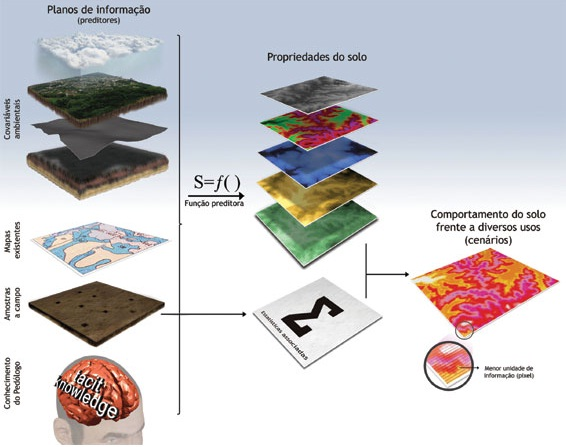 Planos de informação
(preditores)
Covariáveis
ambientais
Mapas
existentes
Amostras
a campo
Conhecimento
do Pedólogo
tacit
knowledge
S=f( )
Função preditora
Propriedades do solo
Σ
Estatísticas associadas
Comportamento do solo
frente a diversos usos
(cenários)
Menor unidade de
informação (pixel)